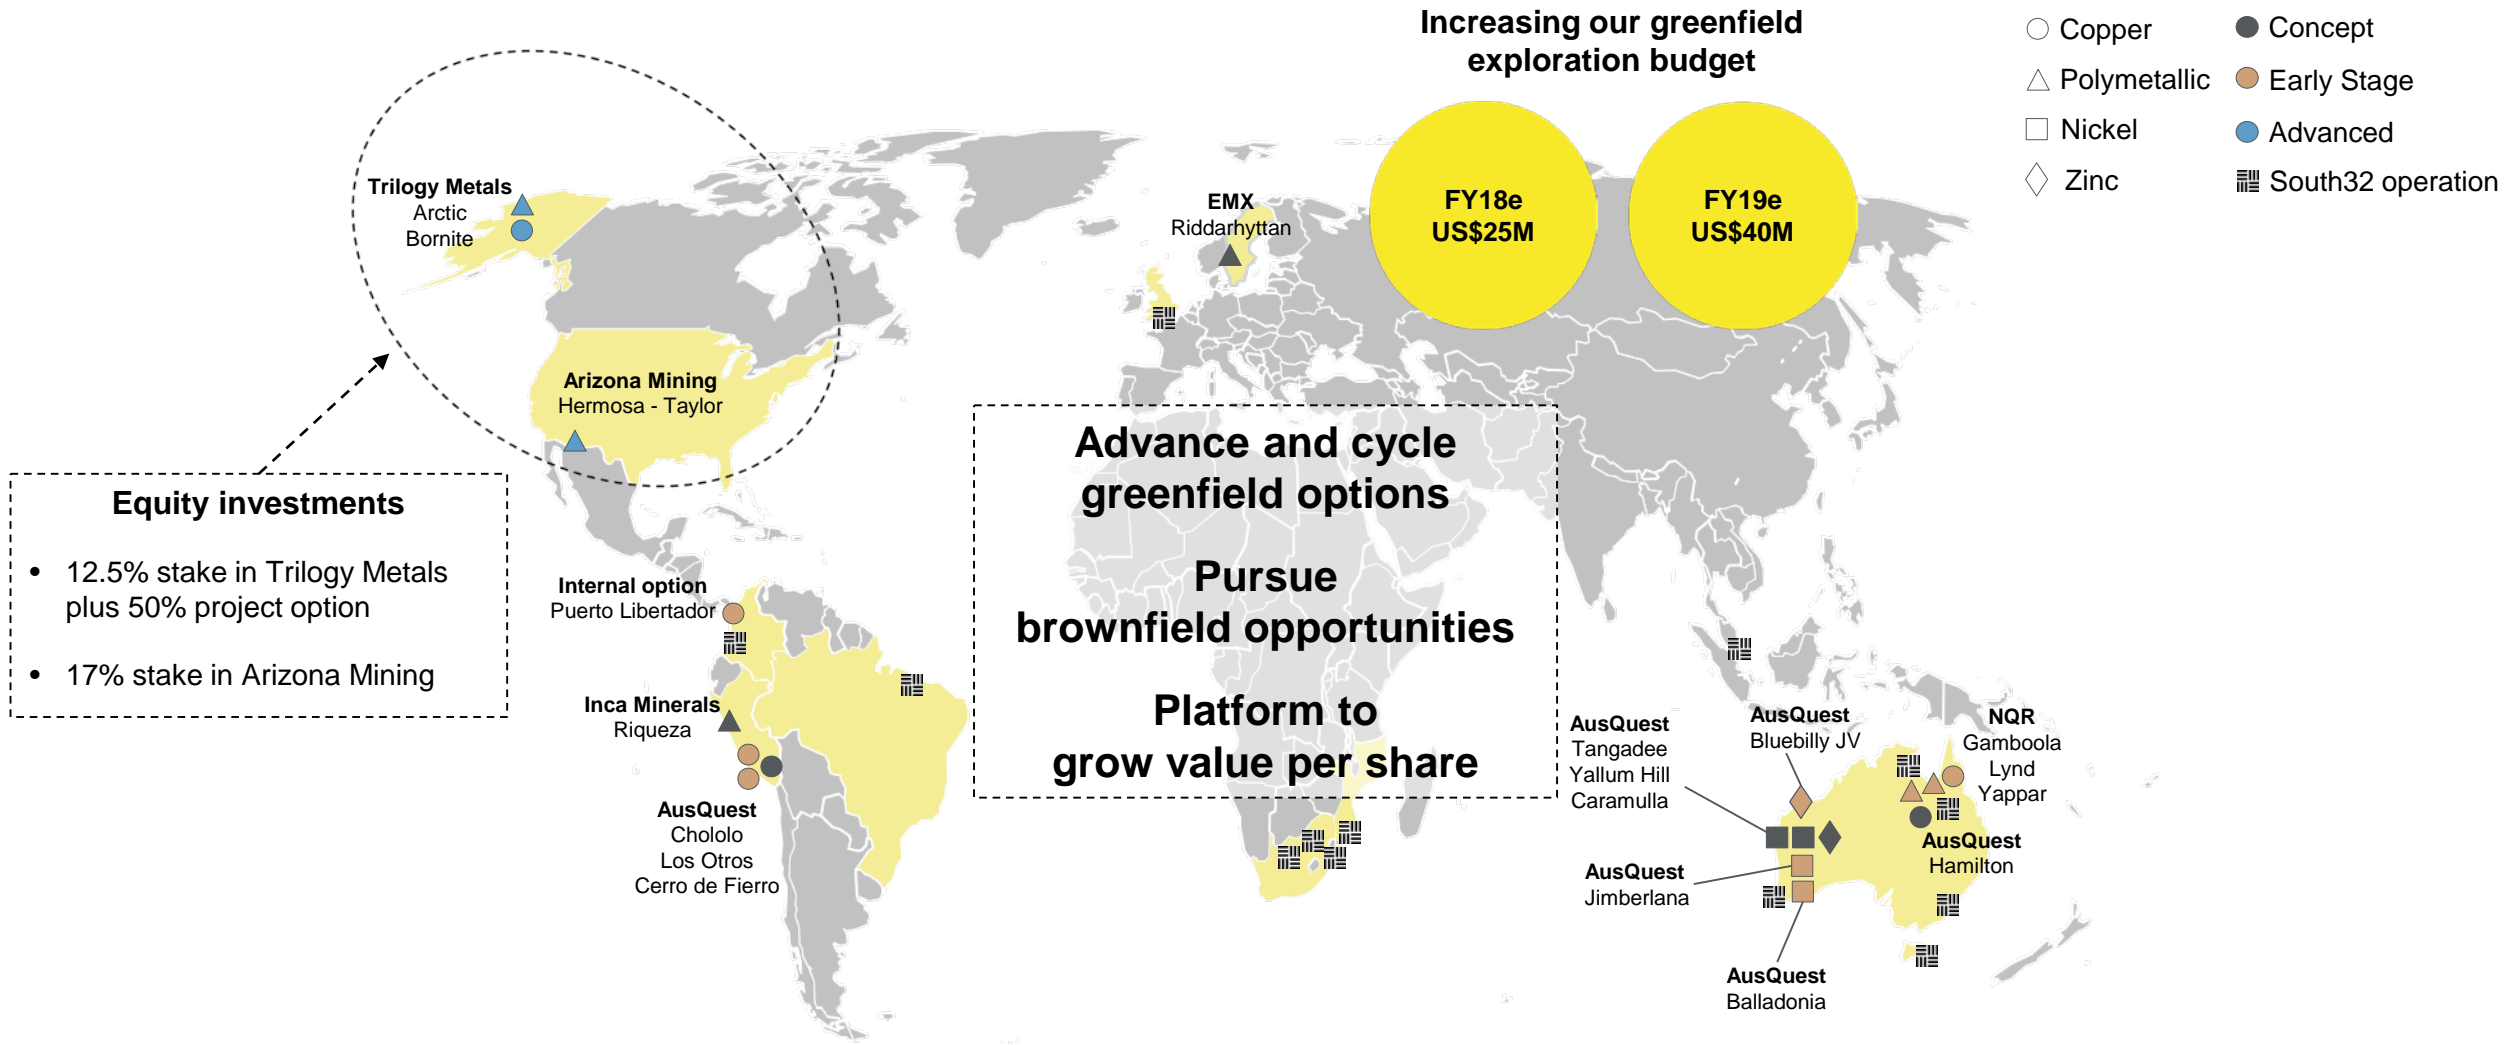 Increasing our greenfield
exploration budget
FY18e
US$25M
FY19e
US$40M
Copper
Polymetallic
Nickel
Zinc
Concept
Early Stage
Advanced
South32 operation
Trilogy Metals
Arctic
Bornite
EMX
Riddarhyttan
Arizona Mining
Hermosa - Taylor
Equity investments
• 12.5% stake in Trilogy Metals
plus 50% project option
• 17% stake in Arizona Mining
Advance and cycle
greenfield options
Pursue
brownfield opportunities
Platform to
grow value per share
Internal option
Puerto Libertador
Inca Minerals
Riqueza
AusQuest
Chololo
Los Otros
Cerro de Fierro
AusQuest
Tangadee
Yallum Hill
Caramulla
AusQuest
Bluebilly JV
NQR
Gamboola
Lynd
Yappar
AusQuest
Hamilton
AusQuest
Jimberlana
AusQuest
Balladonia